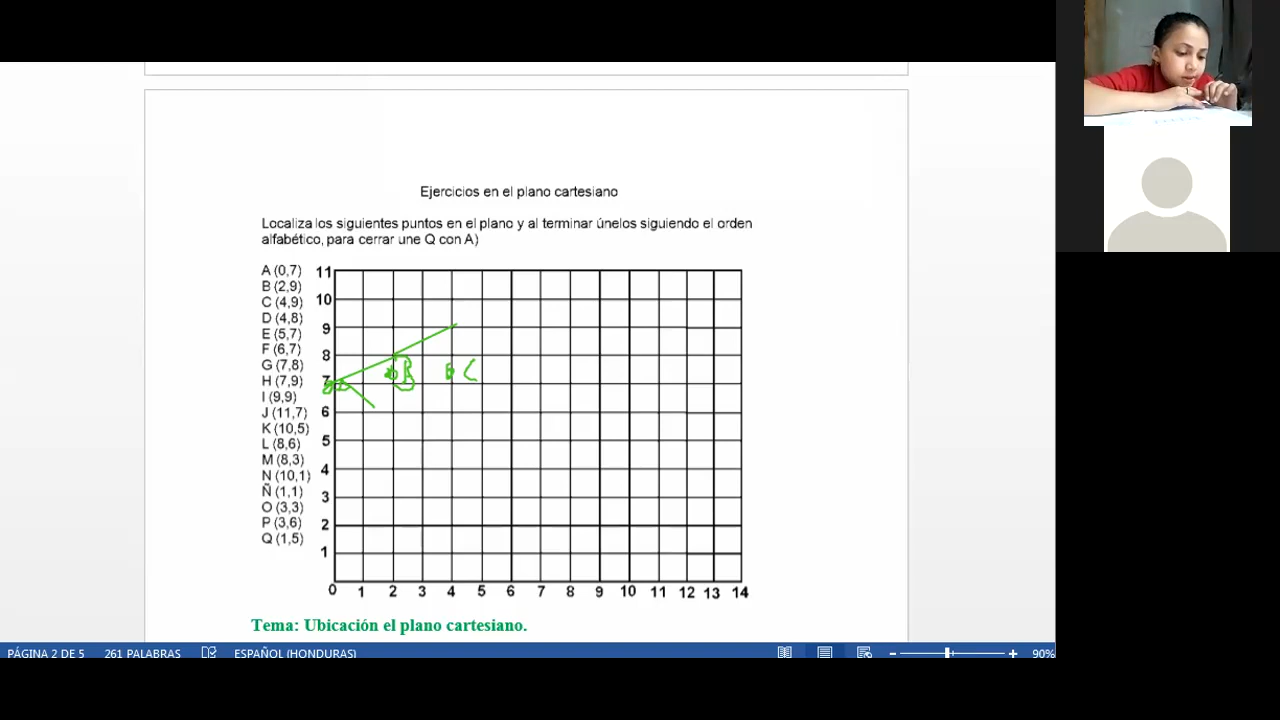 Ejercicios en el plano cartesiano
Localiza los siguientes puntos en el plano y al terminar únelos siguiendo el orden
alfabético, para cerrar une Q con A)
A (0,7)
B (2,9)
C (4,9)
D (4,8)
E (5,7)
F (6,7)
G (7,8)
H (7,9)
I (9,9)
J (11,7)
K (10,5)
L (8,6)
M (8,3)
N (10,1)
Ñ (1,1)
O (3,3)
P (3,6)
Q (1,5)
11
10
9
8
7
6
5
4
3
2
1
0 1 2 3 4 5 6 7 8 9 10 11 12 13 14
B C
Tema: Ubicación el plano cartesiano.
PÁGINA 2 DE 5 261 PALABRAS ESPAÑOL (HONDURAS) 90%